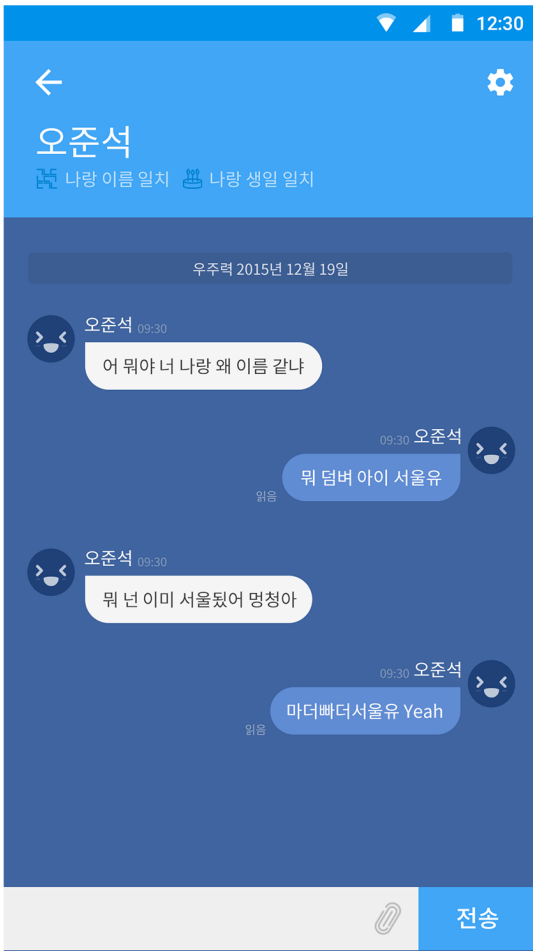 12:30
오준석
나랑 이름 일치 나랑 생일 일치
우주력 2015년 12월 19일
오준석 09:30
어 뭐야 너 나랑 왜 이름 같냐
09:30 오준석
뭐 덤벼 아이 서울유
읽음
오준석 09:30
뭐 넌 이미 서울됬어 멍청아
09:30 오준석
마더빠더서울유 Yeah
읽음
전송